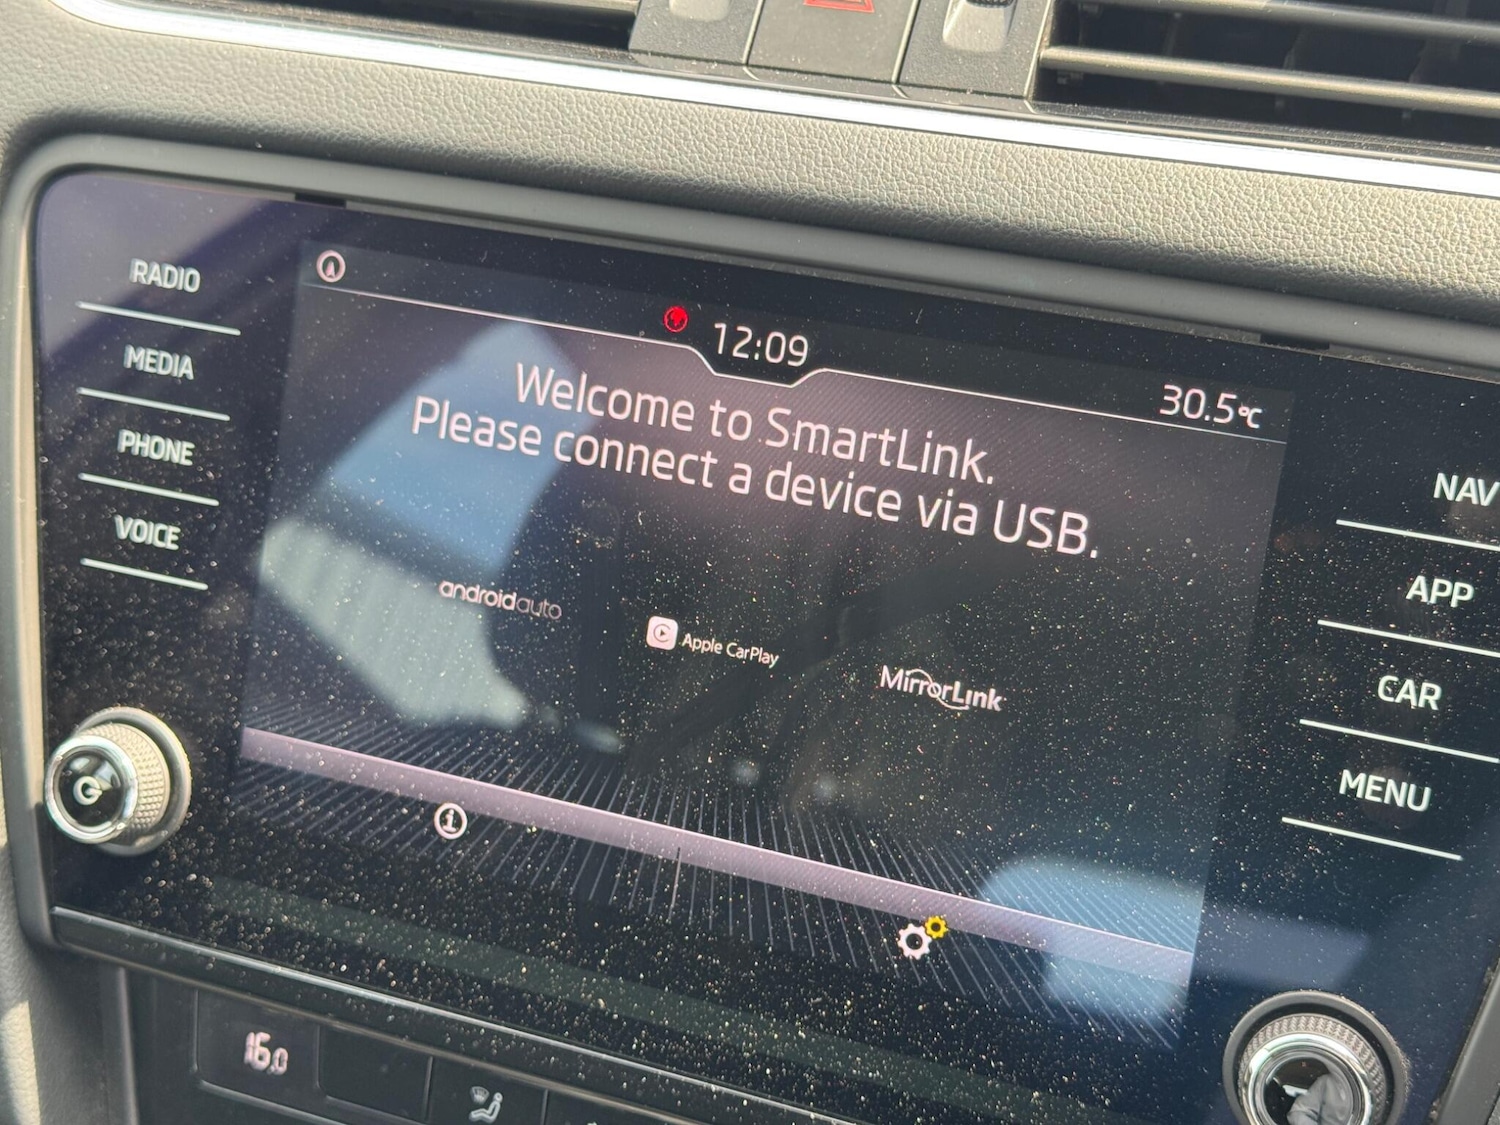 RADIO
MEDIA
PHONE
VOICE
12:09
30.5°C
Welcome to SmartLink.
Please connect a device via USB.
androidauto
Apple CarPlay
MirrorLink
i
NAV
APP
CAR
MENU
16.0